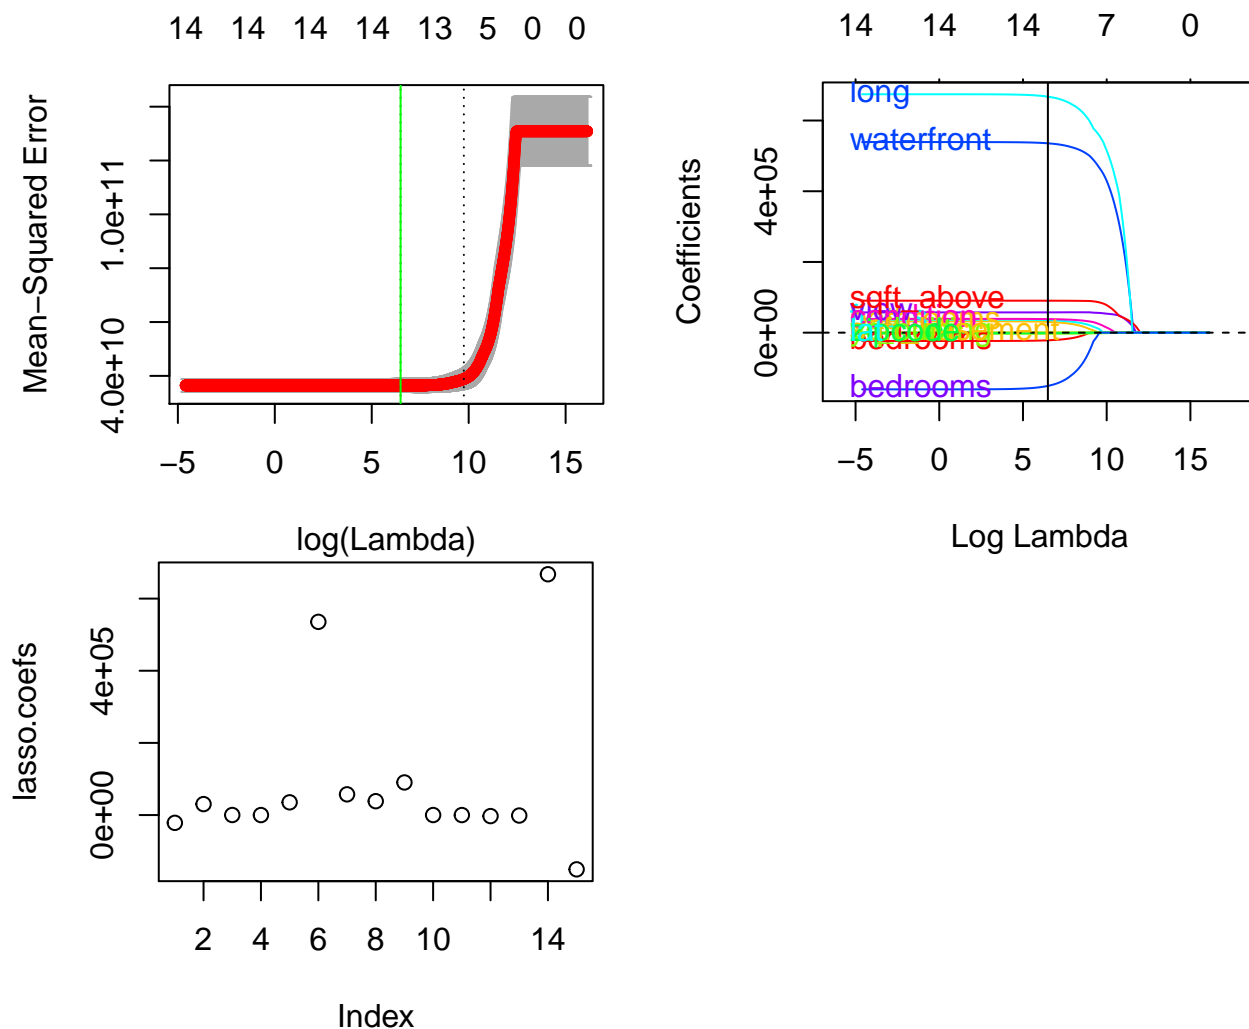 14 14 14 14 13 5 0 0
Mean−Squared Error
4.0e+10 1.0e+11
−5 0 5 10 15
log(Lambda)
14 14 14 7 0
Coefficients
0e+00 4e+05
long
waterfront
sqft_above
view
bedrooms
bedrooms
−5 0 5 10 15
Log Lambda
lasso.coefs
0e+00 4e+05
2 4 6 8 10 14
Index